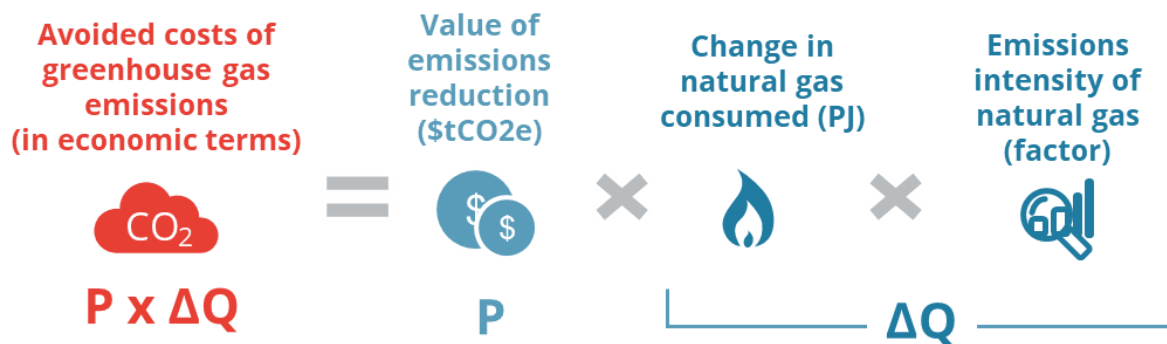 Avoided costs of
greenhouse gas
emissions
(in economic terms)
CO2
P x ΔQ
=
Value of
emissions
reduction
($tCO2e)
$
$
P
×
Change in
natural gas
consumed (PJ)
×
Emissions
intensity of
natural gas
(factor)
ΔQ